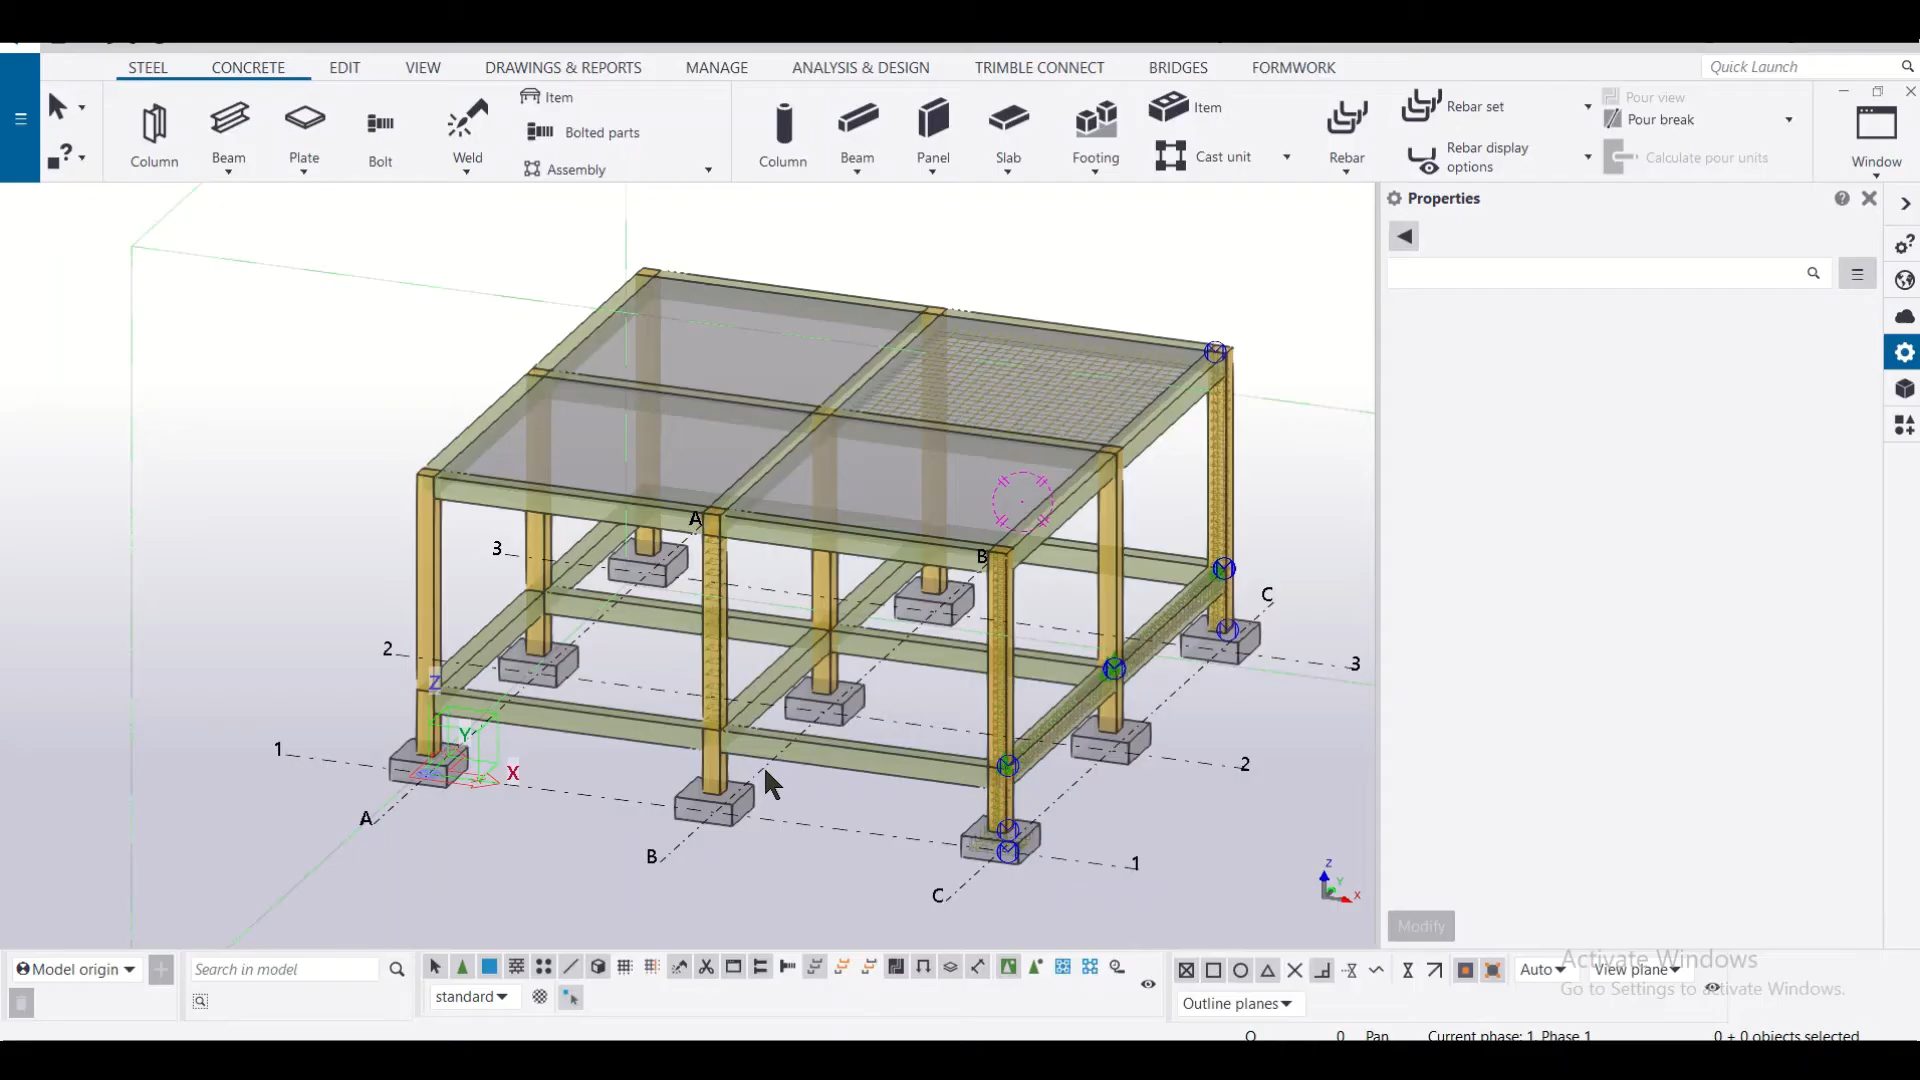 STEEL CONCRETE EDIT VIEW DRAWINGS & REPORTS MANAGE ANALYSIS & DESIGN TRIMBLE CONNECT BRIDGES FORMWORK Quick Launch
Column Beam Plate Bolt Weld Item Bolted parts Assembly
Column Beam Panel Slab Footing Item Cast unit Rebar
Rebar set Rebar display options
Pour view Pour break Calculate pour units
Window
Properties
A
3
B
C
2
Z
3
Y
1
X
2
A
B
1
C
Z
Y
X
Modify
Model origin
Search in model
standard
Auto
View plane
Outline planes
Activate Windows
Go to Settings to activate Windows.
O 0 Pan Current phase: 1, Phase 1 0 + 0 objects selected